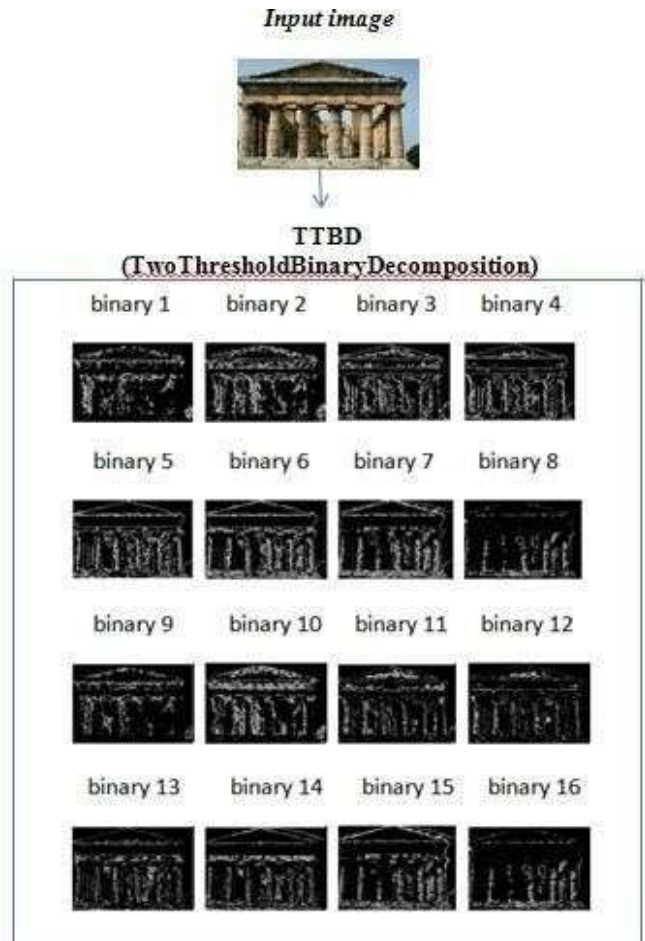 Input image
TTBD
(TwoThresholdBinaryDecomposition)
binary 1 binary 2 binary 3 binary 4
binary 5 binary 6 binary 7 binary 8
binary 9 binary 10 binary 11 binary 12
binary 13 binary 14 binary 15 binary 16